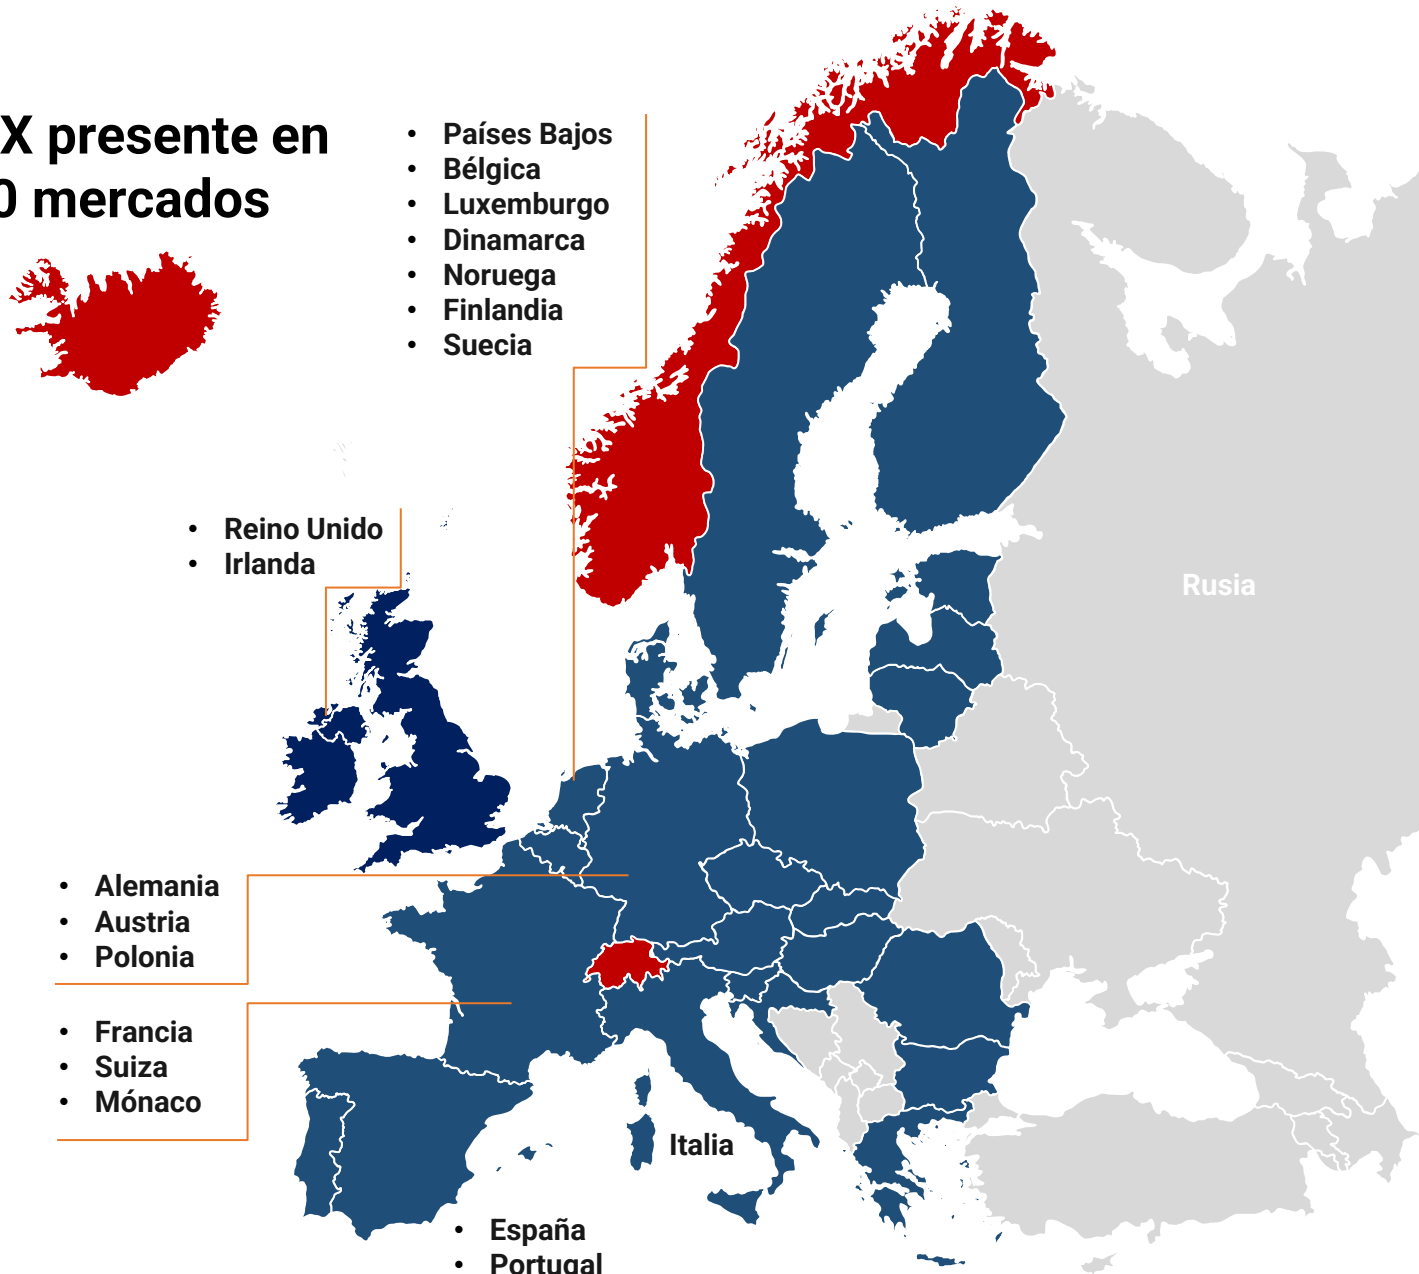 X presente en
0 mercados
• Países Bajos
• Bélgica
• Luxemburgo
• Dinamarca
• Noruega
• Finlandia
• Suecia
• Reino Unido
• Irlanda
Rusia
• Alemania
• Austria
• Polonia
• Francia
• Suiza
• Mónaco
Italia
• España
• Portugal